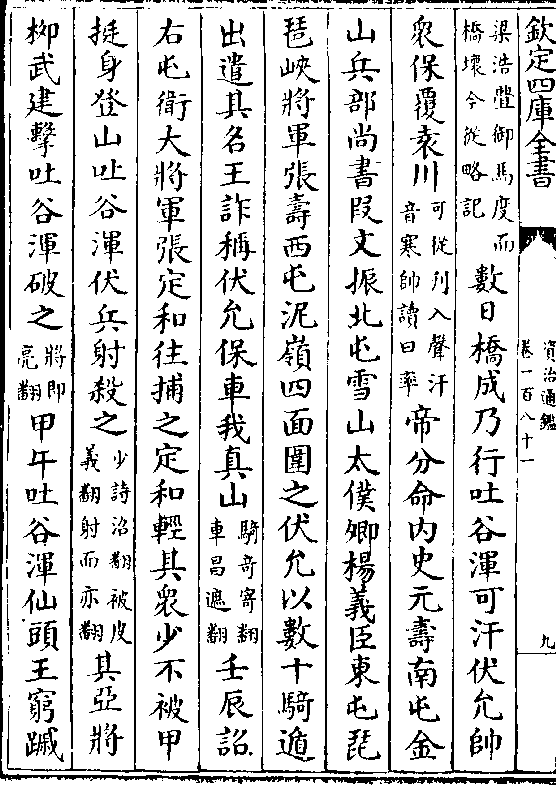 欽定四庫全書
資治通鑑
卷一百八十一
九
梁浩亹御馬度而
橋壞今從略記
數日橋成乃行吐谷渾可汗伏允帥
衆保覆袁川
可從刋入聲汗
音寒帥讀曰率
帝分命内史元壽南屯金
山兵部尚書段文振北屯雪山太僕卿楊義臣東屯琵
琶峽將軍張壽西屯泥嶺四面圍之伏允以數十騎遁
出遣其名王詐稱伏允保車我真山
騎竒寄翻
車昌遮翻
壬辰詔
右屯衛大將軍張定和往捕之定和輕其衆少不被甲
挺身登山吐谷渾伏兵射殺之
少詩沼翻被皮
義翻射而亦翻
其亞將
栁武建擊吐谷渾破之
將即
亮翻
甲午吐谷渾仙頭王窮蹴